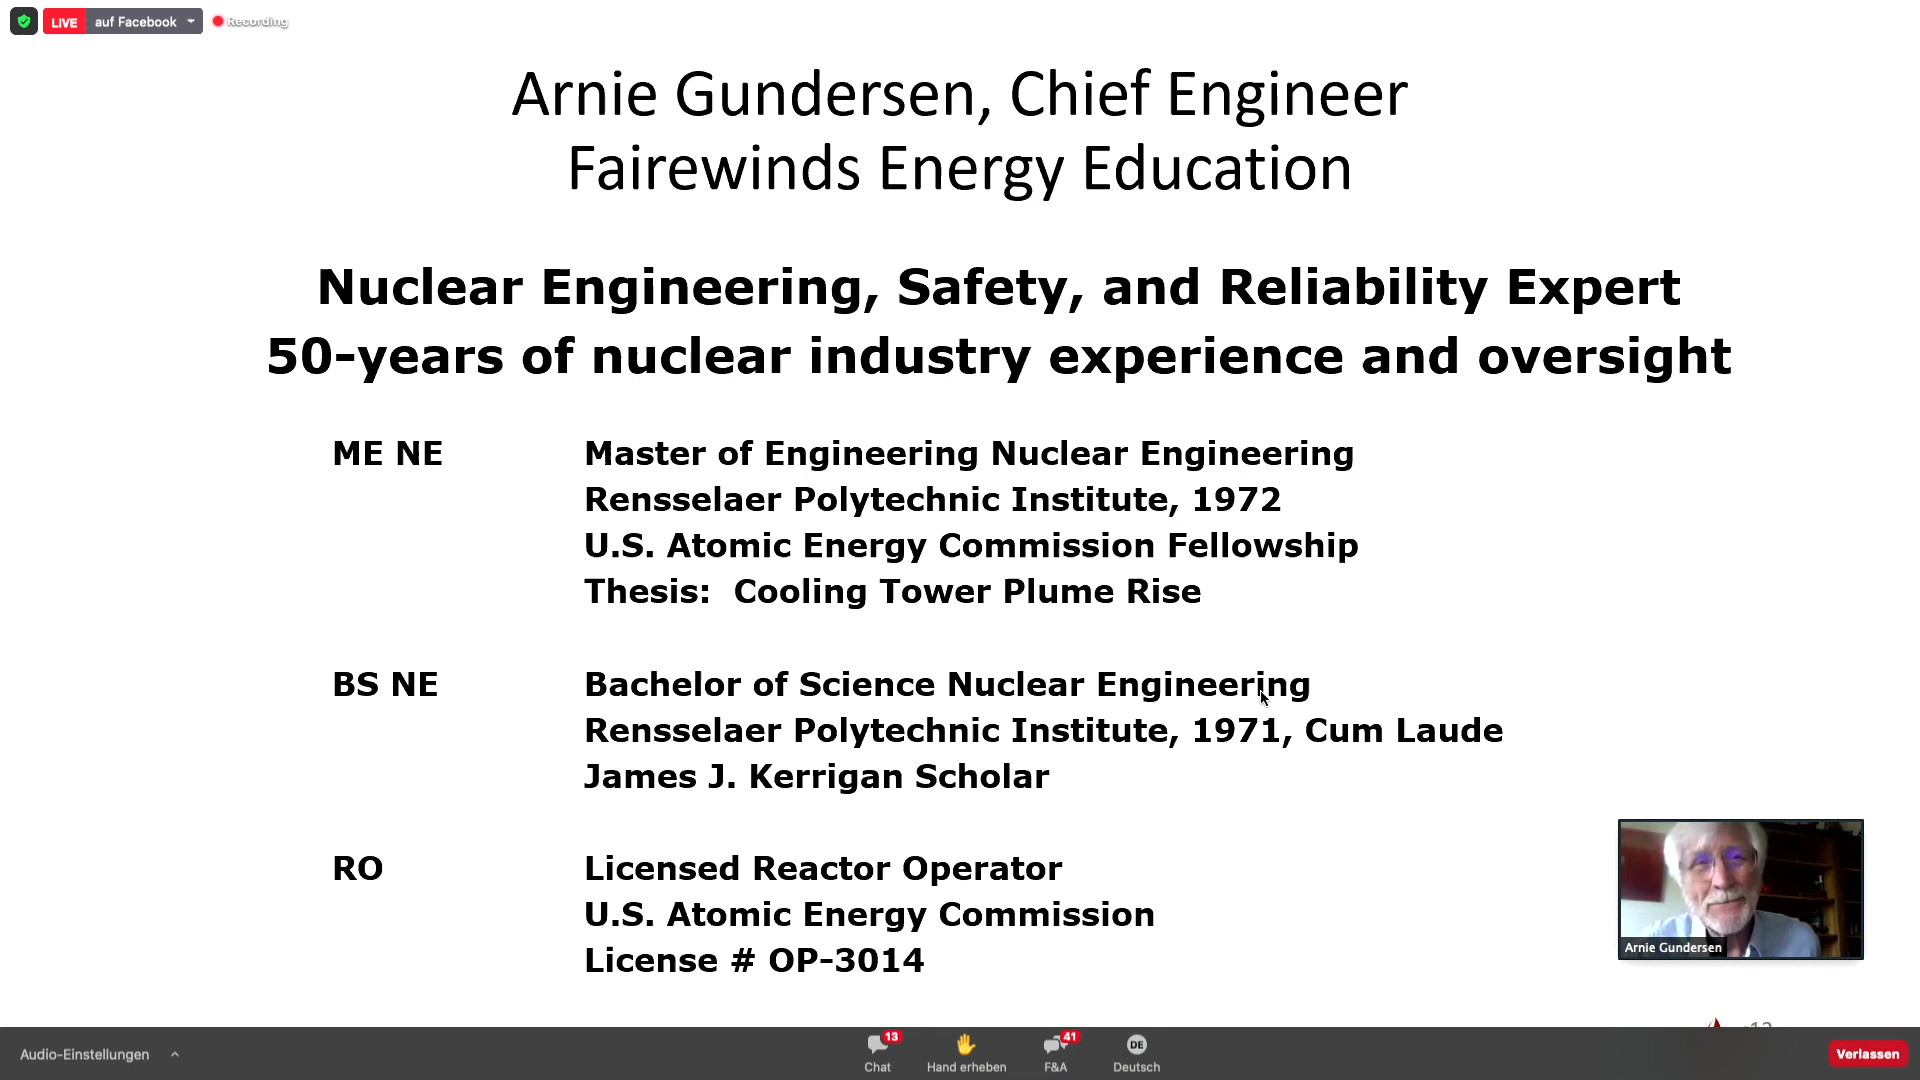 LIVE auf Facebook Recording
Arnie Gundersen, Chief Engineer
Fairewinds Energy Education
Nuclear Engineering, Safety, and Reliability Expert
50-years of nuclear industry experience and oversight
ME NE Master of Engineering Nuclear Engineering
Rensselaer Polytechnic Institute, 1972
U.S. Atomic Energy Commission Fellowship
Thesis: Cooling Tower Plume Rise
BS NE Bachelor of Science Nuclear Engineering
Rensselaer Polytechnic Institute, 1971, Cum Laude
James J. Kerrigan Scholar
RO Licensed Reactor Operator
U.S. Atomic Energy Commission
License # OP-3014
Arnie Gundersen
13 41 DE
Audio-Einstellungen Chat Hand erheben F&A Deutsch Verlassen